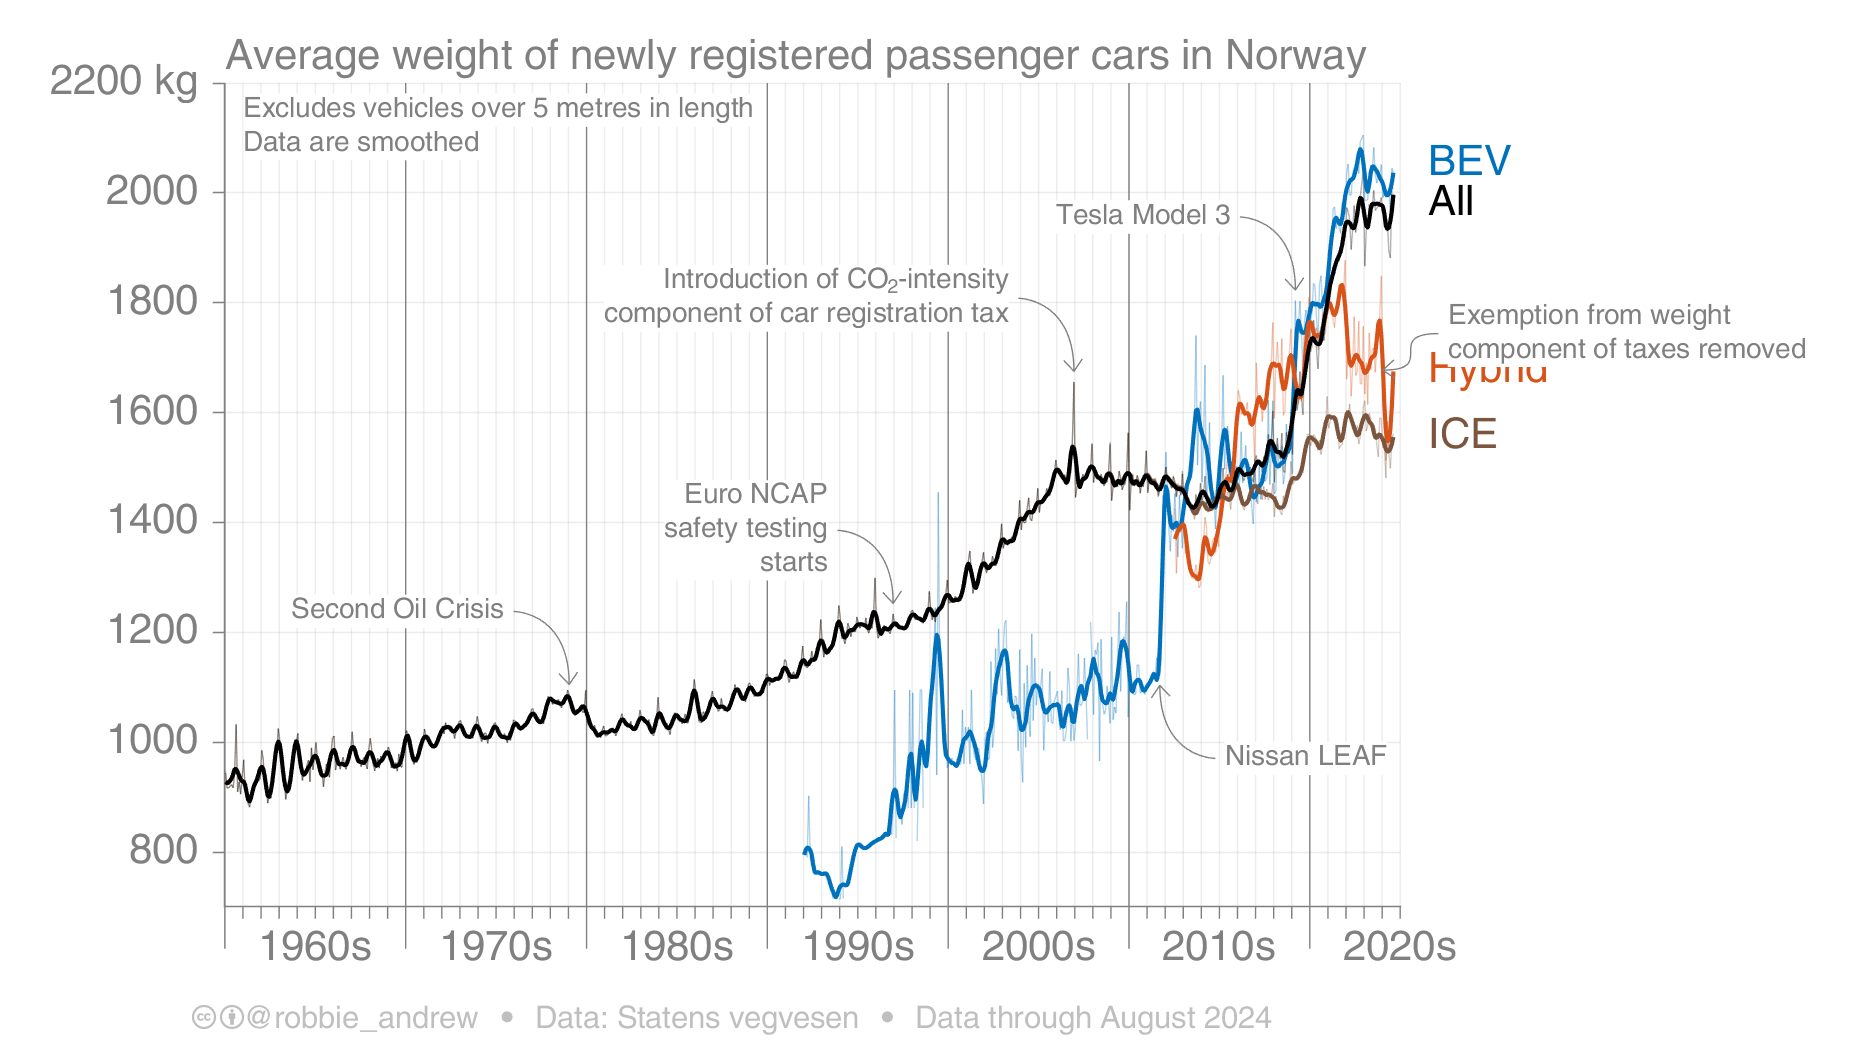 Average weight of newly registered passenger cars in Norway
2200 kg
Excludes vehicles over 5 metres in length
Data are smoothed
2000
1800
1600
1400
1200
1000
800
BEV
All
Tesla Model 3
Introduction of CO₂-intensity
component of car registration tax
Exemption from weight
component of taxes removed
Hybrid
ICE
Euro NCAP
safety testing
starts
Second Oil Crisis
Nissan LEAF
1960s
1970s
1980s
1990s
2000s
2010s
2020s
@robbie_andrew • Data: Statens vegvesen • Data through August 2024